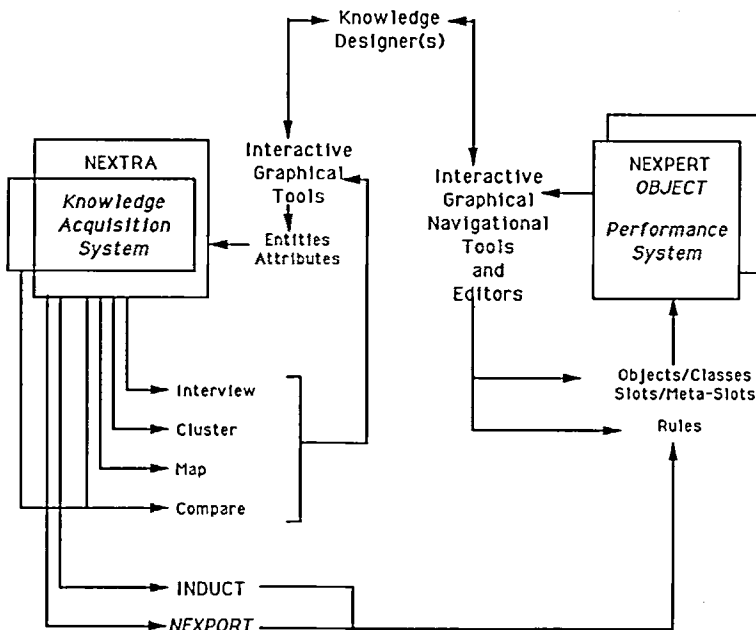 Knowledge
Designer(s)
NEXTRA
Knowledge
Acquisition
System
Interactive
Graphical
Tools
Entities
Attributes
Interactive
Graphical
Navigational
Tools
and
Editors
NEXPERT
OBJECT
Performance
System
Objects/Classes
Slots/Meta-Slots
Rules
Interview
Cluster
Map
Compare
INDUCT
NEXPORT